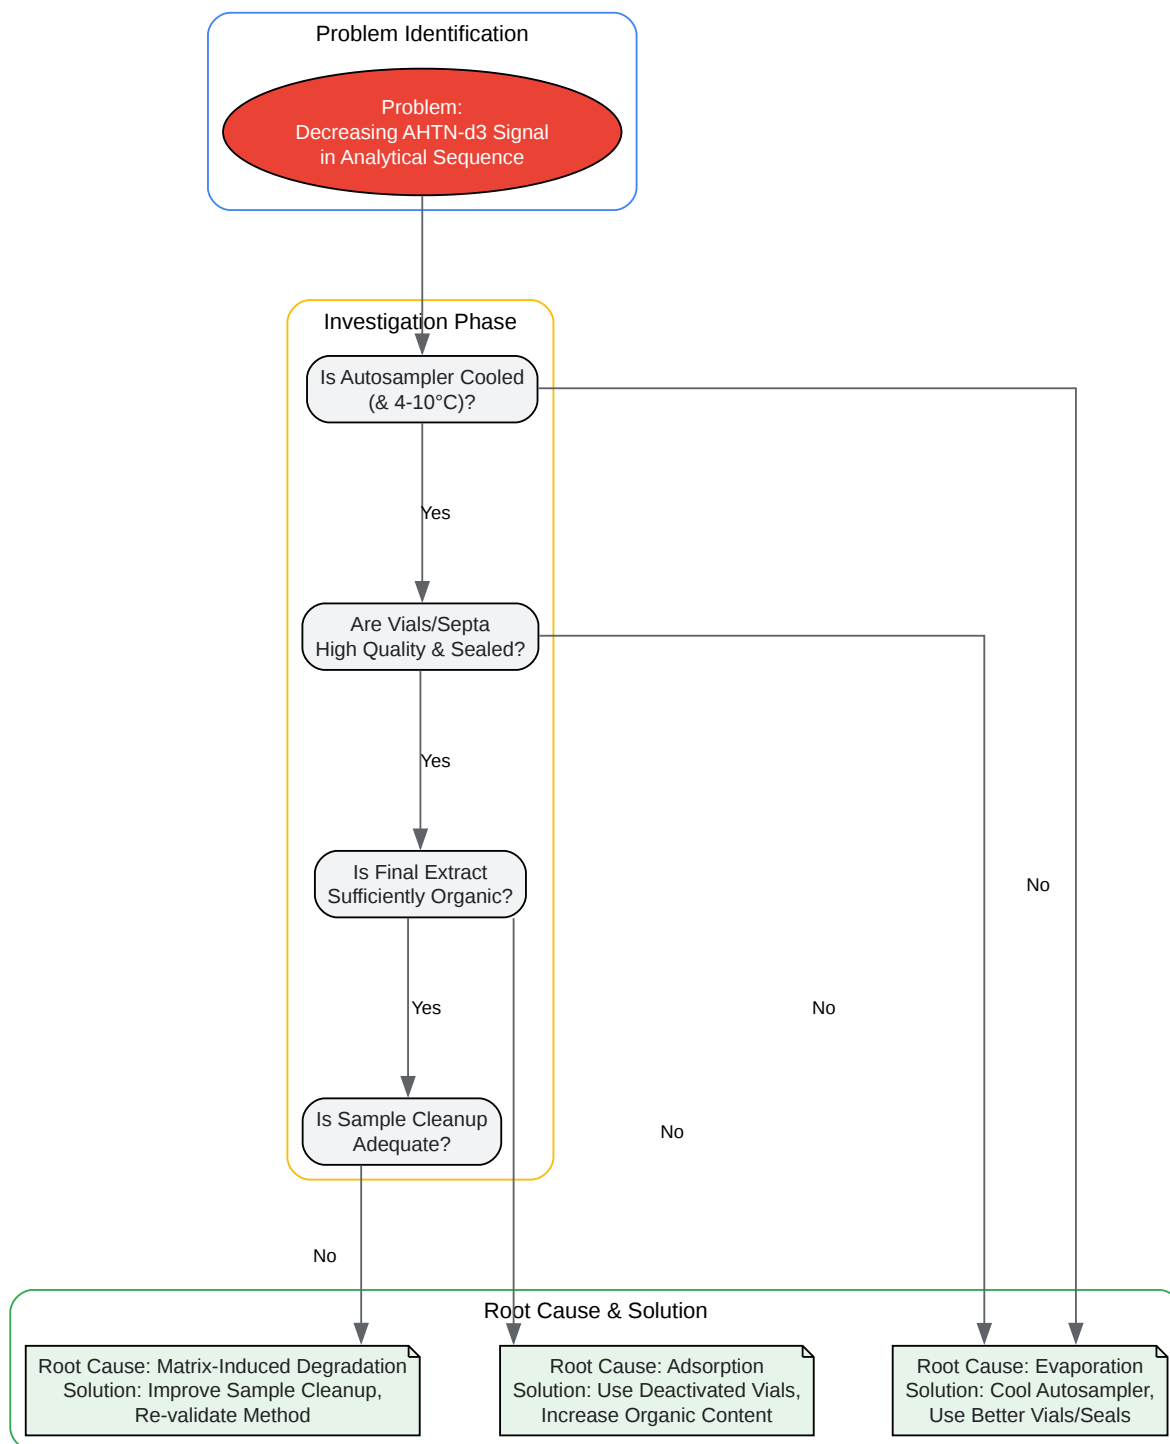 Problem Identification
Problem:
Decreasing AHTN-d3 Signal
in Analytical Sequence
Investigation Phase
Is Autosampler Cooled
(& 4-10°C)?
Yes
Are Vials/Septa
High Quality & Sealed?
Yes
Is Final Extract
Sufficiently Organic?
No
Yes
No
Is Sample Cleanup
Adequate?
No
No
Root Cause & Solution
Root Cause: Matrix-Induced Degradation
Solution: Improve Sample Cleanup,
Re-validate Method
Root Cause: Adsorption
Solution: Use Deactivated Vials,
Increase Organic Content
Root Cause: Evaporation
Solution: Cool Autosampler,
Use Better Vials/Seals